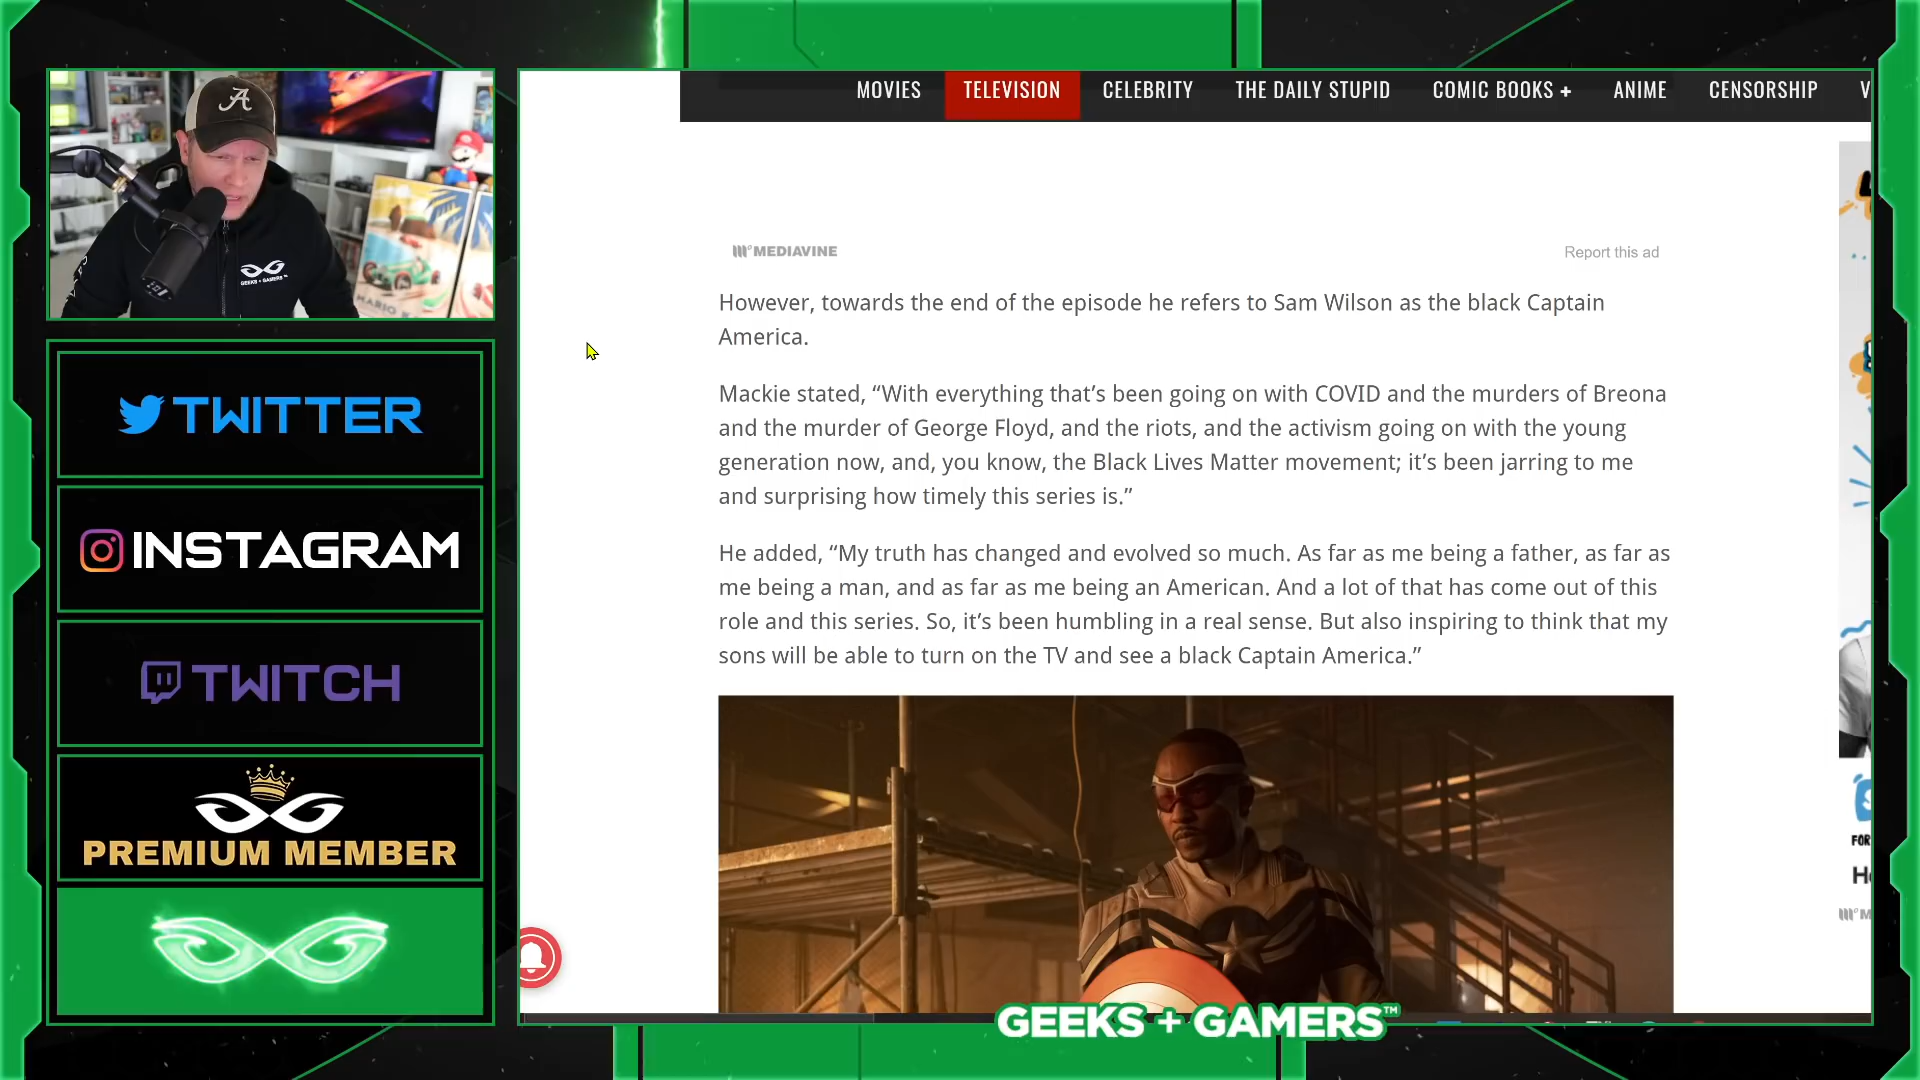 MOVIES TELEVISION CELEBRITY THE DAILY STUPID COMIC BOOKS + ANIME CENSORSHIP V
A
GEEKS + GAMERS
MEDIAVINE
Report this ad
However, towards the end of the episode he refers to Sam Wilson as the black Captain
America.
Mackie stated, “With everything that’s been going on with COVID and the murders of Breona
and the murder of George Floyd, and the riots, and the activism going on with the young
generation now, and, you know, the Black Lives Matter movement; it’s been jarring to me
and surprising how timely this series is.”
He added, “My truth has changed and evolved so much. As far as me being a father, as far as
me being a man, and as far as me being an American. And a lot of that has come out of this
role and this series. So, it’s been humbling in a real sense. But also inspiring to think that my
sons will be able to turn on the TV and see a black Captain America.”
TWITTER
INSTAGRAM
TWITCH
PREMIUM MEMBER
FOR
H
M
GEEKS + GAMERS™